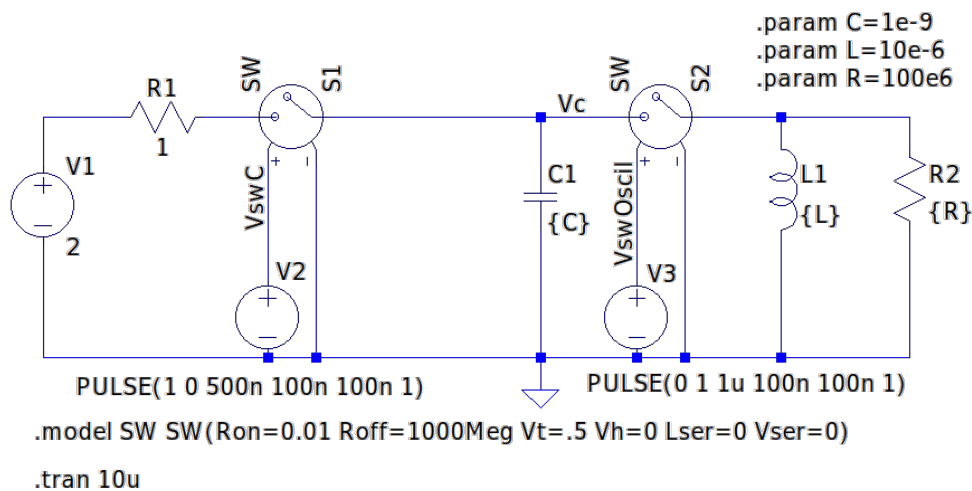 .param C=1e-9
.param L=10e-6
.param R=100e6
R1
1
SW
S1
Vc
SW
S2
V1
+
−
2
VswC
+
−
C1
{C}
VswOscil
+
−
L1
{L}
R2
{R}
V2
+
−
V3
+
−
PULSE(1 0 500n 100n 100n 1)
PULSE(0 1 1u 100n 100n 1)
.model SW SW(Ron=0.01 Roff=1000Meg Vt=.5 Vh=0 Lser=0 Vser=0)
.tran 10u